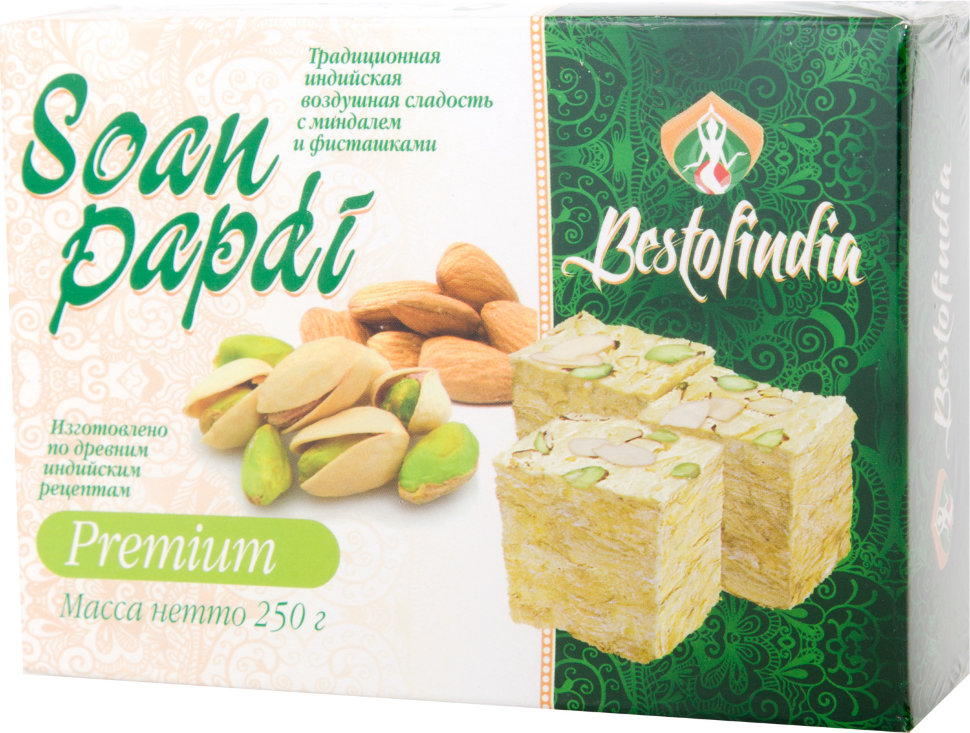 Soan
papdi
Традиционная
индийская
воздушная сладость
с миндалем
и фисташками
Изготовлено
по древним
индийским
рецептам
Premium
Масса нетто 250 г
Bestofindia
Bestofindia